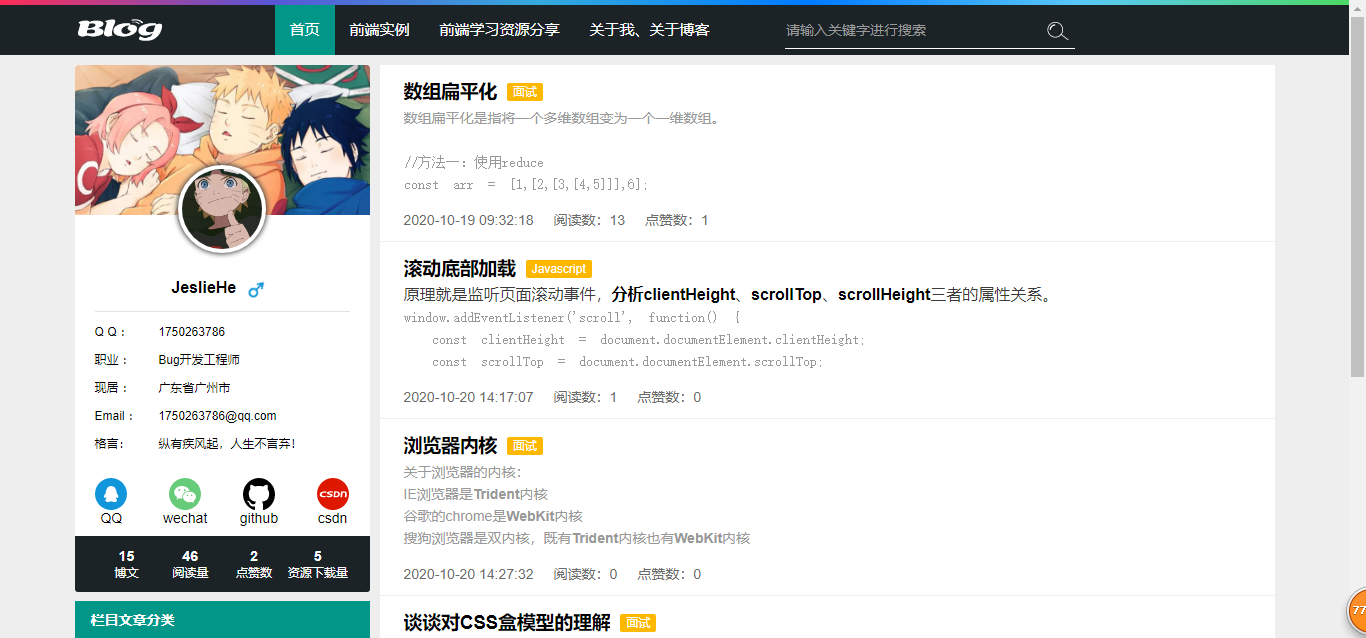 Blog 首页 前端实例 前端学习资源分享 关于我、关于博客 请输入关键字进行搜索
JeslieHe
Q Q： 1750263786
职业： Bug开发工程师
现居： 广东省广州市
Email： 1750263786@qq.com
格言： 纵有疾风起，人生不言弃！
CSDN
QQ wechat github csdn
15 46 2 5
博文 阅读量 点赞数 资源下载量
栏目文章分类
数组扁平化 面试
数组扁平化是指将一个多维数组变为一个一维数组。
//方法一：使用reduce
const arr = [1,[2,[3,[4,5]]],6];
2020-10-19 09:32:18 阅读数：13 点赞数：1
滚动底部加载 Javascript
原理就是监听页面滚动事件，分析clientHeight、scrollTop、scrollHeight三者的属性关系。
window.addEventListener('scroll', function() {
const clientHeight = document.documentElement.clientHeight;
const scrollTop = document.documentElement.scrollTop;
2020-10-20 14:17:07 阅读数：1 点赞数：0
浏览器内核 面试
关于浏览器的内核：
IE浏览器是Trident内核
谷歌的chrome是WebKit内核
搜狗浏览器是双内核，既有Trident内核也有WebKit内核
2020-10-20 14:27:32 阅读数：0 点赞数：0
谈谈对CSS盒模型的理解 面试
77